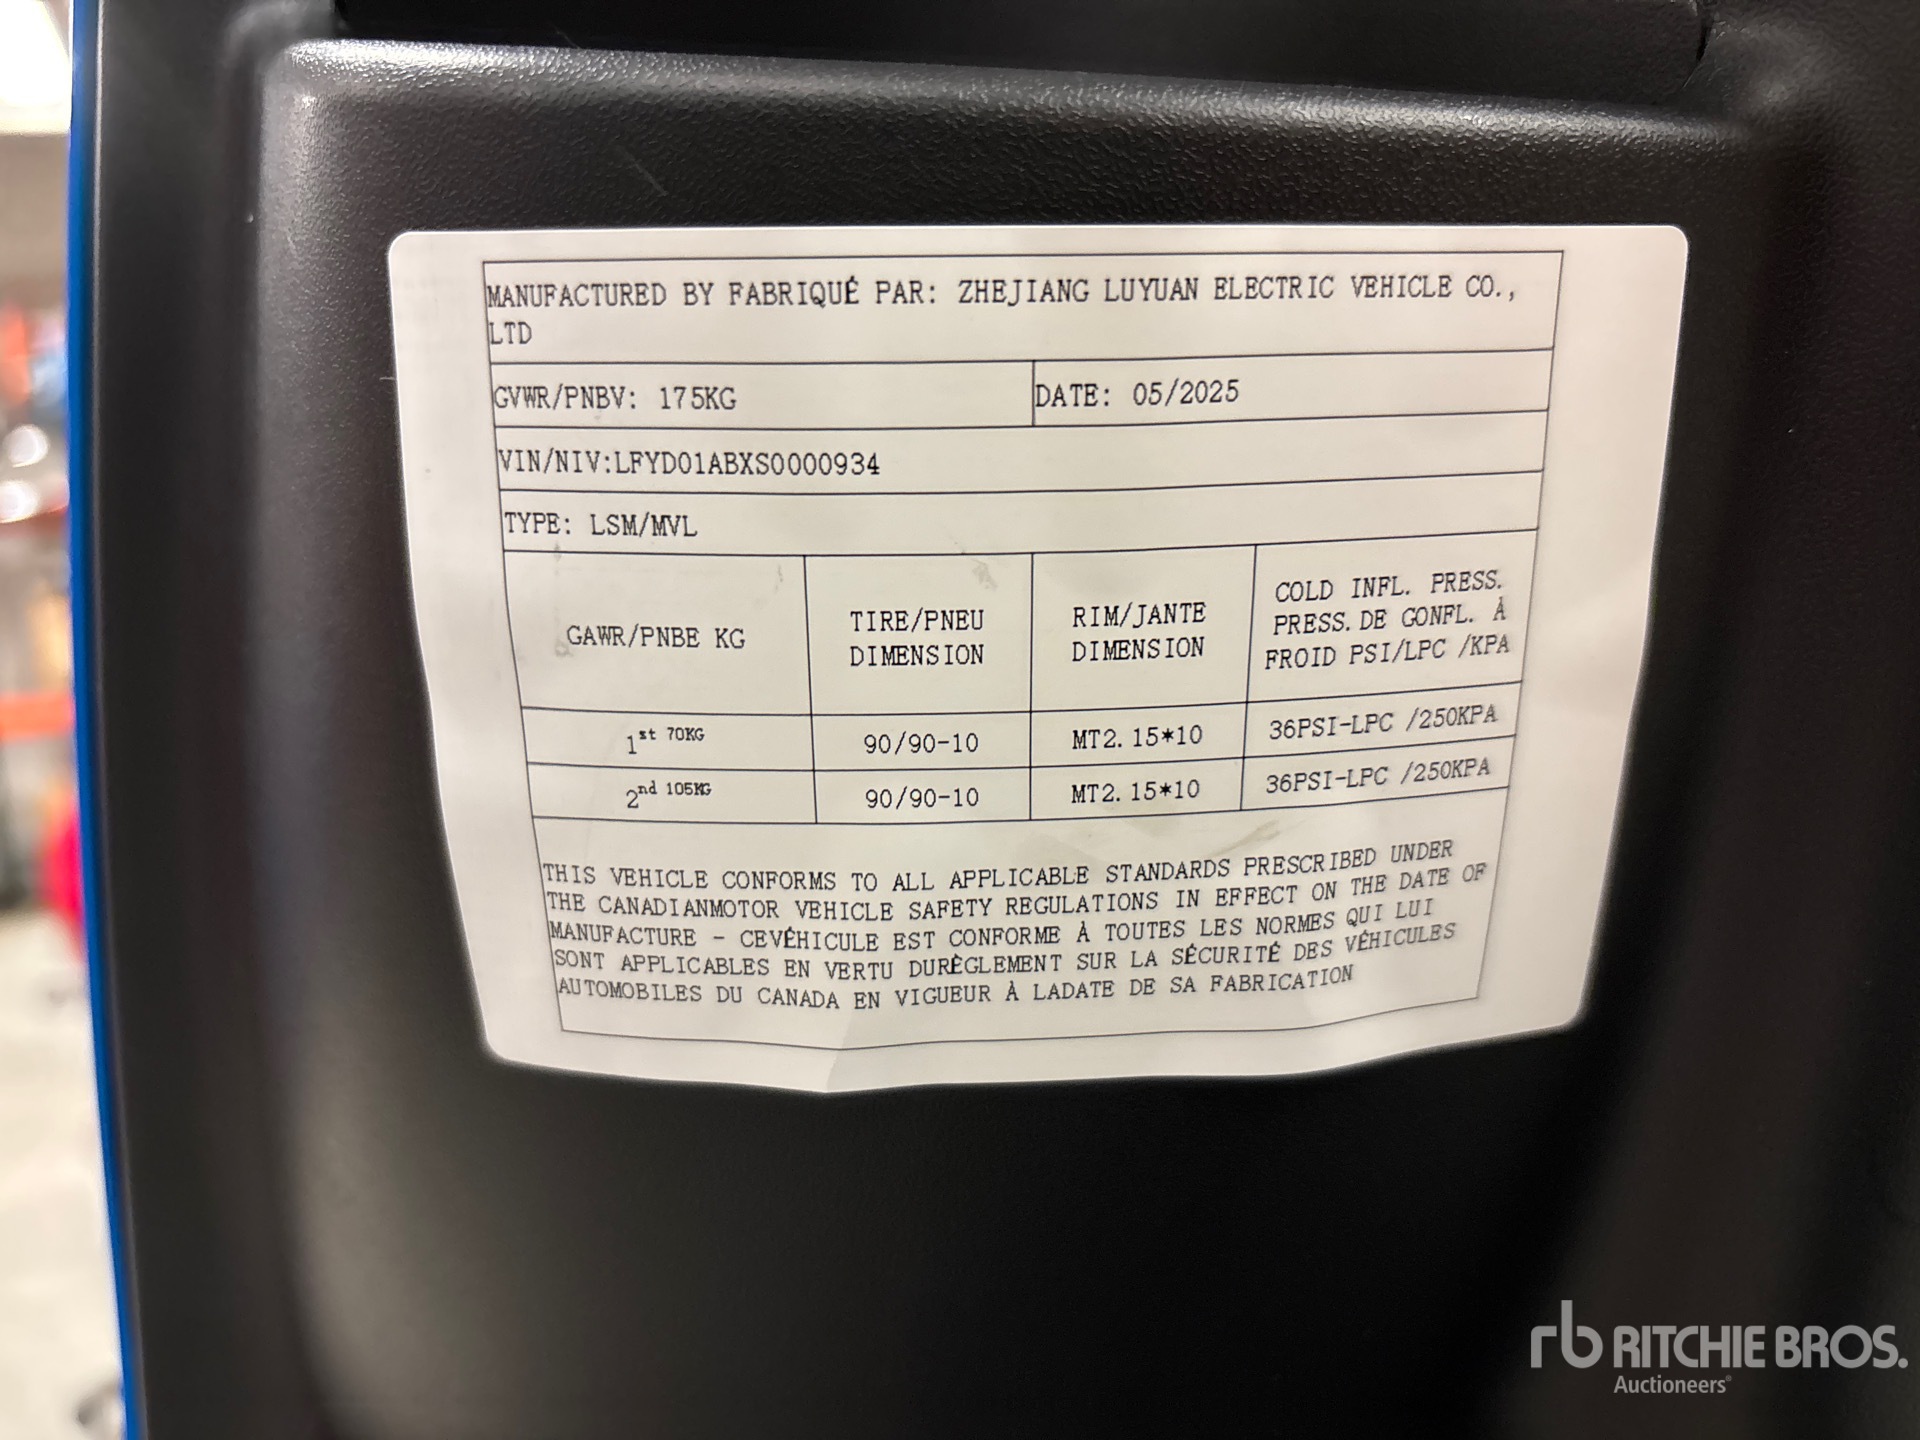 MANUFACTURED BY FABRIQUÉ PAR: ZHEJIANG LUYUAN ELECTRIC VEHICLE CO.,
LTD
GVWR/PNBV: 175KG DATE: 05/2025
VIN/NIV:LFYD01ABXS0000934
TYPE: LSM/MVL
GAWR/PNBE KG
TIRE/PNEU
DIMENSION
RIM/JANTE
DIMENSION
COLD INFL. PRESS.
PRESS.DE GONFL. À
FROID PSI/LPC /KPA
1st 70KG 90/90-10 MT2.15*10 36PSI-LPC /250KPA
2nd 105KG 90/90-10 MT2.15*10 36PSI-LPC /250KPA
THIS VEHICLE CONFORMS TO ALL APPLICABLE STANDARDS PRESCRIBED UNDER
THE CANADIANMOTOR VEHICLE SAFETY REGULATIONS IN EFFECT ON THE DATE OF
MANUFACTURE - CEVÉHICULE EST CONFORME À TOUTES LES NORMES QUI LUI
SONT APPLICABLES EN VERTU DURÈGLEMENT SUR LA SÉCURITÉ DES VÉHICULES
AUTOMOBILES DU CANADA EN VIGUEUR À LADATE DE SA FABRICATION
rb RITCHIE BROS.
Auctioneers®